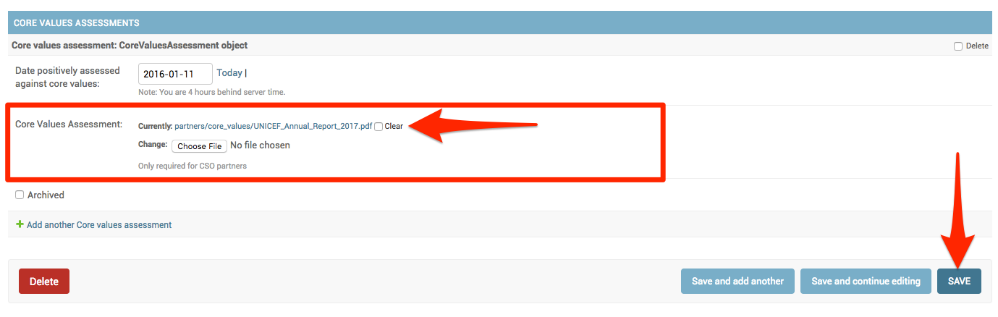 CORE VALUES ASSESSMENTS
Core values assessment: CoreValuesAssessment object Delete
Date positively assessed against core values: 2016-01-11 Today |
Note: You are 4 hours behind server time.
Core Values Assessment: Currently: partners/core_values/UNICEF_Annual_Report_2017.pdf Clear
Change: Choose File No file chosen
Only required for CSO partners
Archived
+ Add another Core values assessment
Delete Save and add another Save and continue editing SAVE